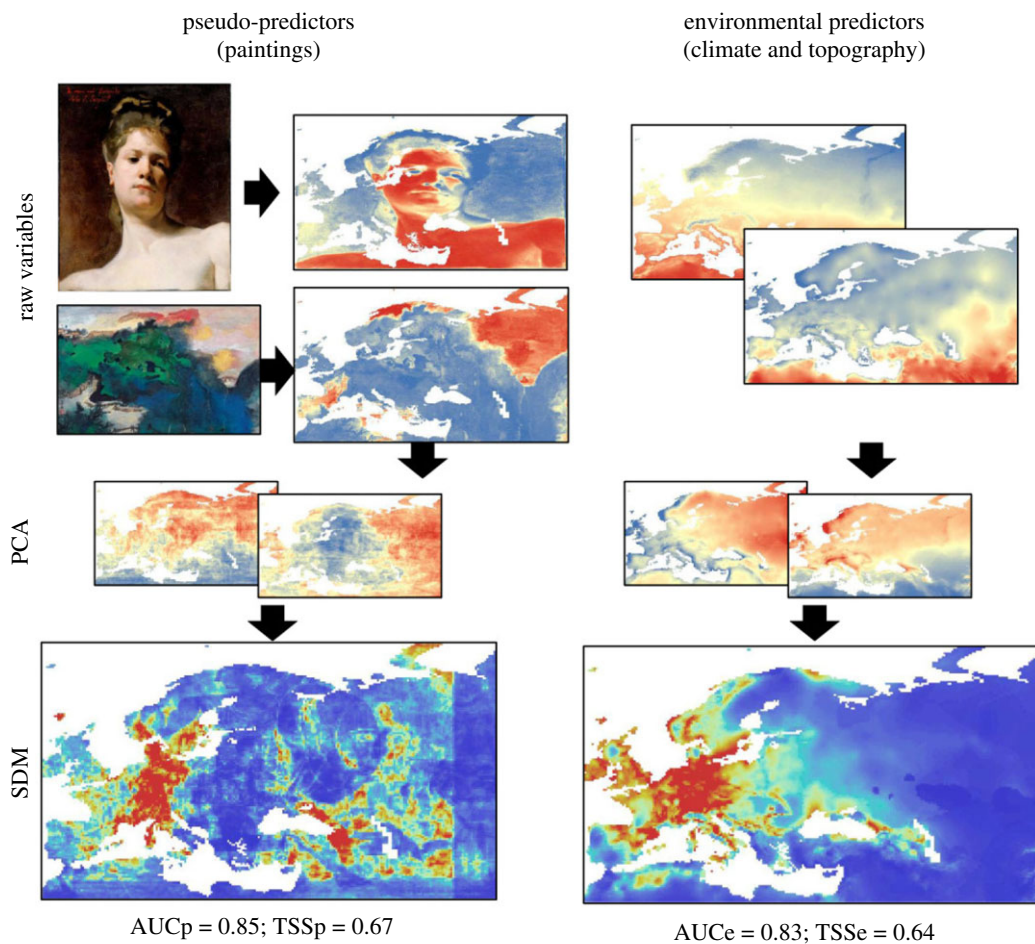 pseudo-predictors
(paintings)
environmental predictors
(climate and topography)
raw variables
PCA
SDM
AUCp = 0.85; TSSp = 0.67
AUCe = 0.83; TSSe = 0.64